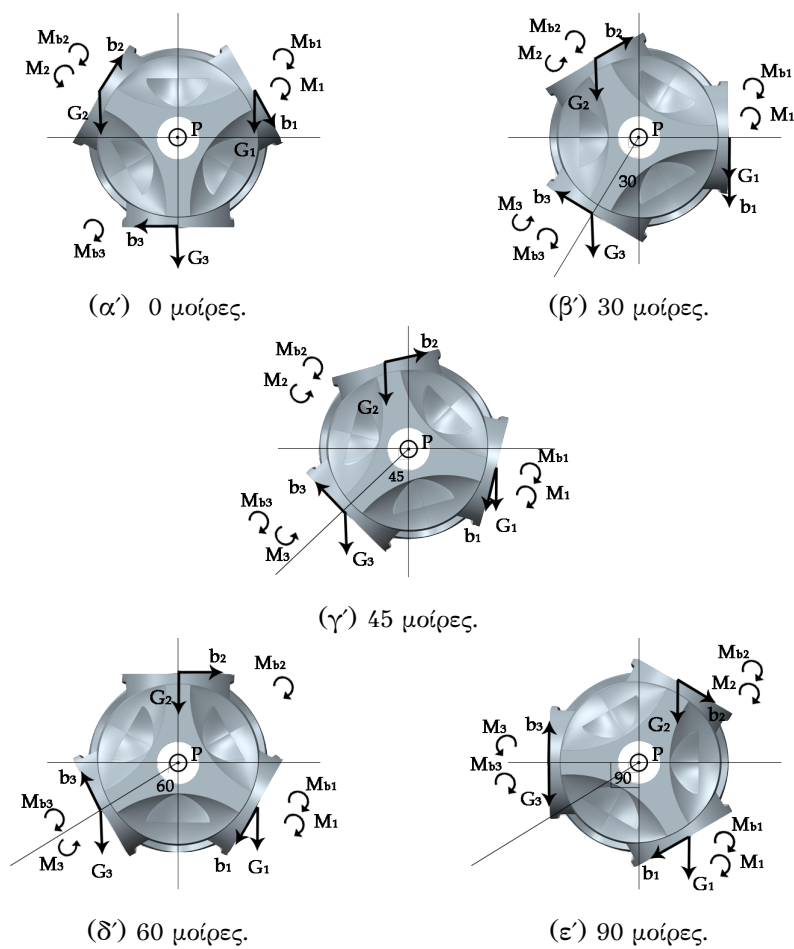 Mb2 b2 M2 G2 P Mb1 M1 G1 b1 b3 Mb3 G3
(α΄) 0 μοίρες.
Mb2 b2 M2 G2 P Mb1 M1 G1 b1 30 b3 M3 Mb3 G3
(β΄) 30 μοίρες.
Mb2 b2 M2 G2 P Mb1 M1 G1 b1 45 b3 Mb3 M3 G3
(γ΄) 45 μοίρες.
b2 Mb2 G2 P b3 60 Mb3 M3 G3 Mb1 M1 b1 G1
(δ΄) 60 μοίρες.
Mb2 M2 b2 G2 P b3 M3 Mb3 G3 90 Mb1 M1 b1 G1
(ε΄) 90 μοίρες.